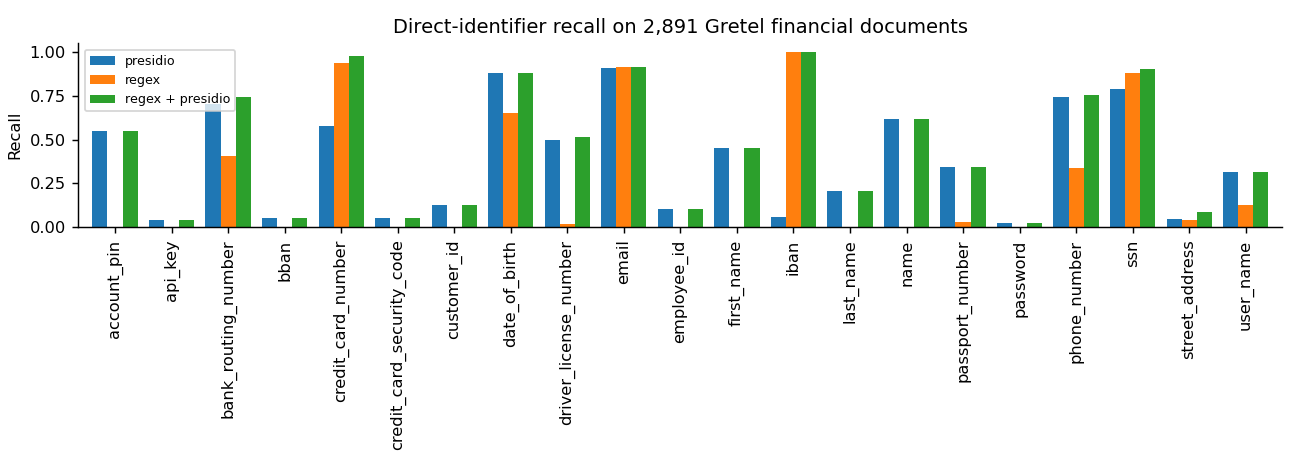 Direct-identifier recall on 2,891 Gretel financial documents
presidio
regex
regex + presidio
Recall
1.00
0.75
0.50
0.25
0.00
account_pin
api_key
bank_routing_number
bban
credit_card_number
credit_card_security_code
customer_id
date_of_birth
driver_license_number
email
employee_id
first_name
iban
last_name
name
passport_number
password
phone_number
ssn
street_address
user_name